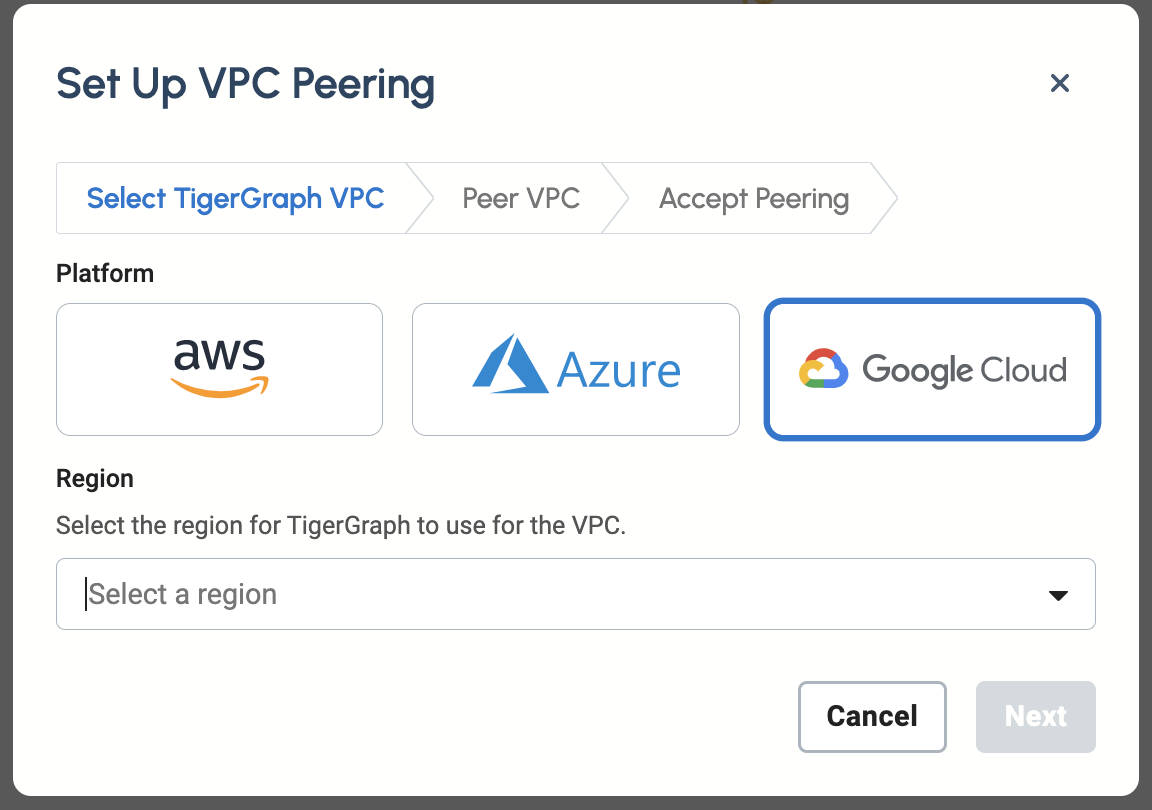 Set Up VPC Peering
Select TigerGraph VPC
Peer VPC
Accept Peering
Platform
aws
Azure
Google Cloud
Region
Select the region for TigerGraph to use for the VPC.
Select a region
Cancel
Next